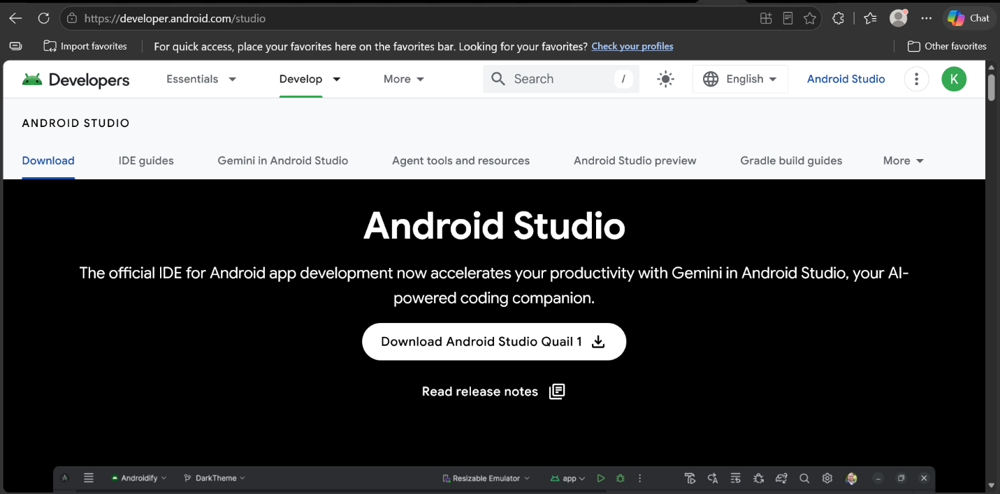 https://developer.android.com/studio
Chat
Import favorites
For quick access, place your favorites here on the favorites bar. Looking for your favorites? Check your profiles
Other favorites
Developers
Essentials
Develop
More
Search
/
English
Android Studio
K
ANDROID STUDIO
Download
IDE guides
Gemini in Android Studio
Agent tools and resources
Android Studio preview
Gradle build guides
More
Android Studio
The official IDE for Android app development now accelerates your productivity with Gemini in Android Studio, your AI-
powered coding companion.
Download Android Studio Quail 1
Read release notes
Androidify
DarkTheme
Resizable Emulator
app